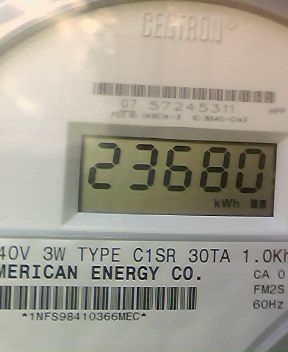 CENTRON®
07 57245311
23680
kWh
40V 3W TYPE C1SR 30TA 1.0Kh
MERICAN ENERGY CO.
CA 0
FM2S
60Hz
*1NFS98410366MEC*